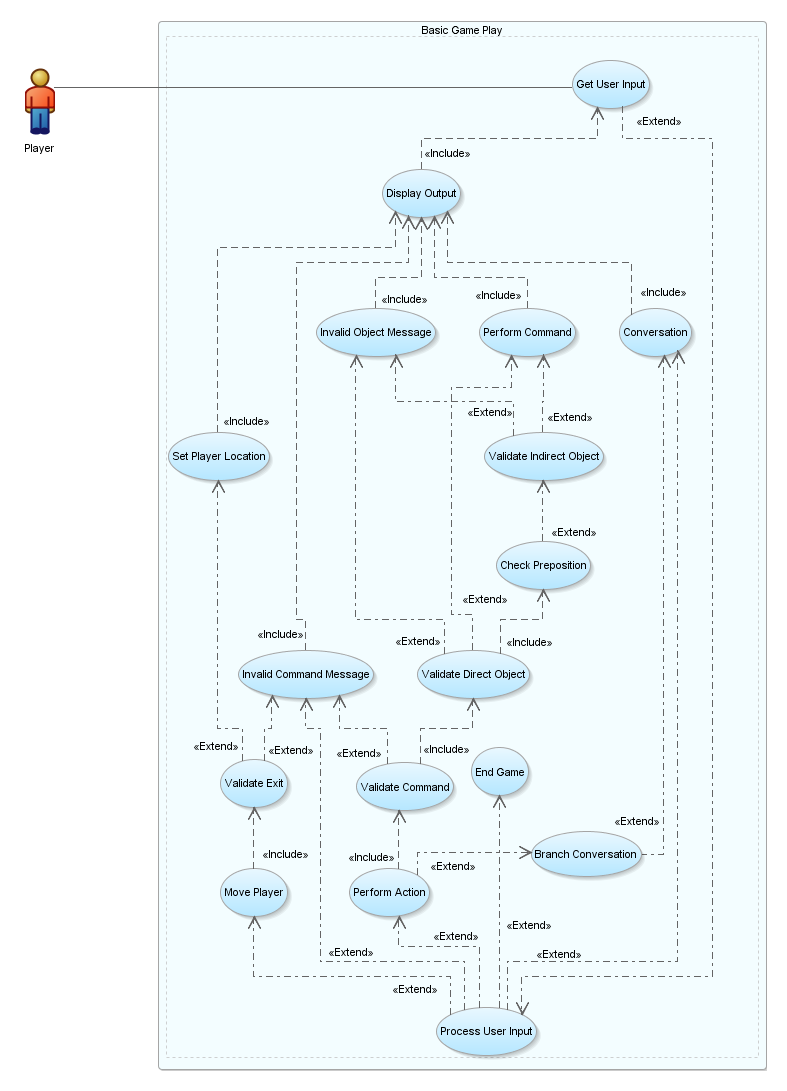 Basic Game Play
Get User Input
Player
«Extend»
«Include»
Display Output
«Include»
«Include»
«Include»
Invalid Object Message
Perform Command
Conversation
«Include»
«Extend»
«Extend»
Set Player Location
Validate Indirect Object
«Extend»
Check Preposition
«Extend»
«Include»
«Extend»
«Include»
Invalid Command Message
Validate Direct Object
«Extend»
«Extend»
«Extend»
«Include»
End Game
Validate Exit
Validate Command
«Extend»
«Include»
«Include»
Branch Conversation
«Extend»
Move Player
Perform Action
«Extend»
«Extend»
«Extend»
«Extend»
«Extend»
Process User Input